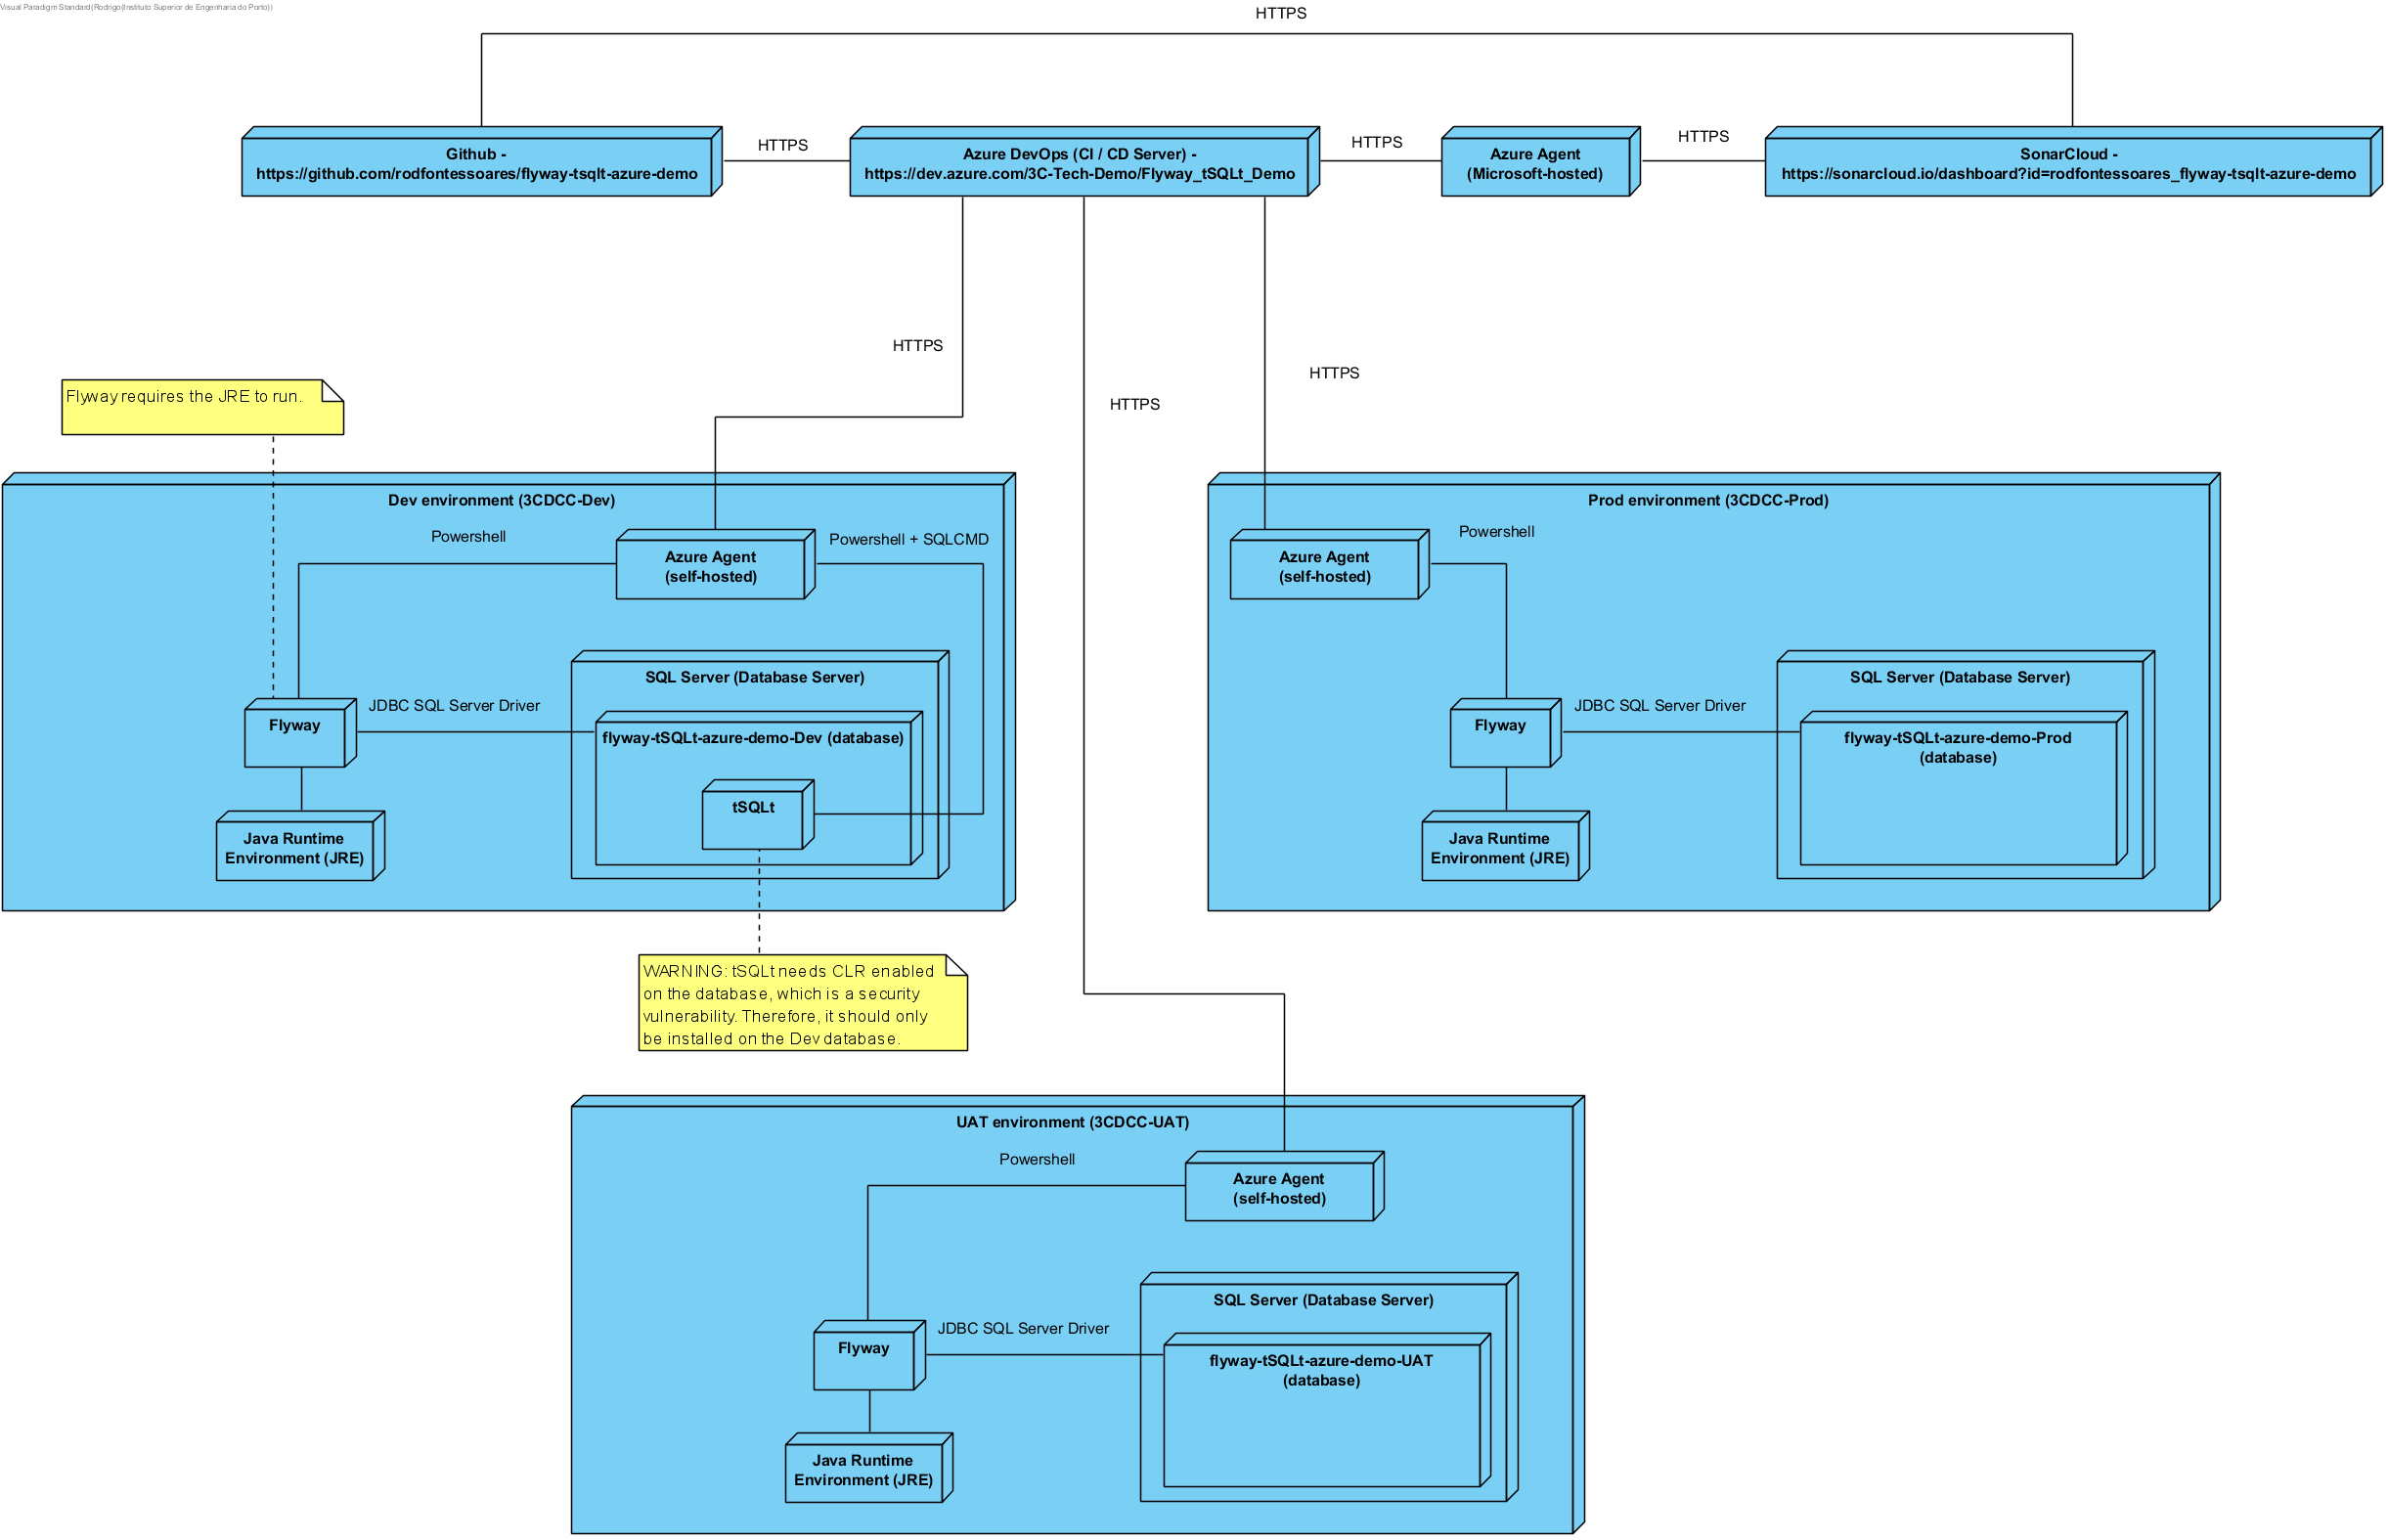 Visual Paradigm Standard(Rodrigo(Instituto Superior de Engenharia do Porto))
HTTPS
Github -
https://github.com/rodfontessoares/flyway-tsqlt-azure-demo
HTTPS
Azure DevOps (CI / CD Server) -
https://dev.azure.com/3C-Tech-Demo/Flyway_tSQLt_Demo
HTTPS
Azure Agent
(Microsoft-hosted)
HTTPS
SonarCloud -
https://sonarcloud.io/dashboard?id=rodfontessoares_flyway-tsqlt-azure-demo
HTTPS
HTTPS
HTTPS
Flyway requires the JRE to run.
Dev environment (3CDCC-Dev)
Powershell
Azure Agent
(self-hosted)
Powershell + SQLCMD
SQL Server (Database Server)
Flyway
JDBC SQL Server Driver
flyway-tSQLt-azure-demo-Dev (database)
tSQLt
Java Runtime
Environment (JRE)
WARNING: tSQLt needs CLR enabled
on the database, which is a security
vulnerability. Therefore, it should only
be installed on the Dev database.
Prod environment (3CDCC-Prod)
Azure Agent
(self-hosted)
Powershell
SQL Server (Database Server)
Flyway
JDBC SQL Server Driver
flyway-tSQLt-azure-demo-Prod
(database)
Java Runtime
Environment (JRE)
UAT environment (3CDCC-UAT)
Powershell
Azure Agent
(self-hosted)
SQL Server (Database Server)
Flyway
JDBC SQL Server Driver
flyway-tSQLt-azure-demo-UAT
(database)
Java Runtime
Environment (JRE)